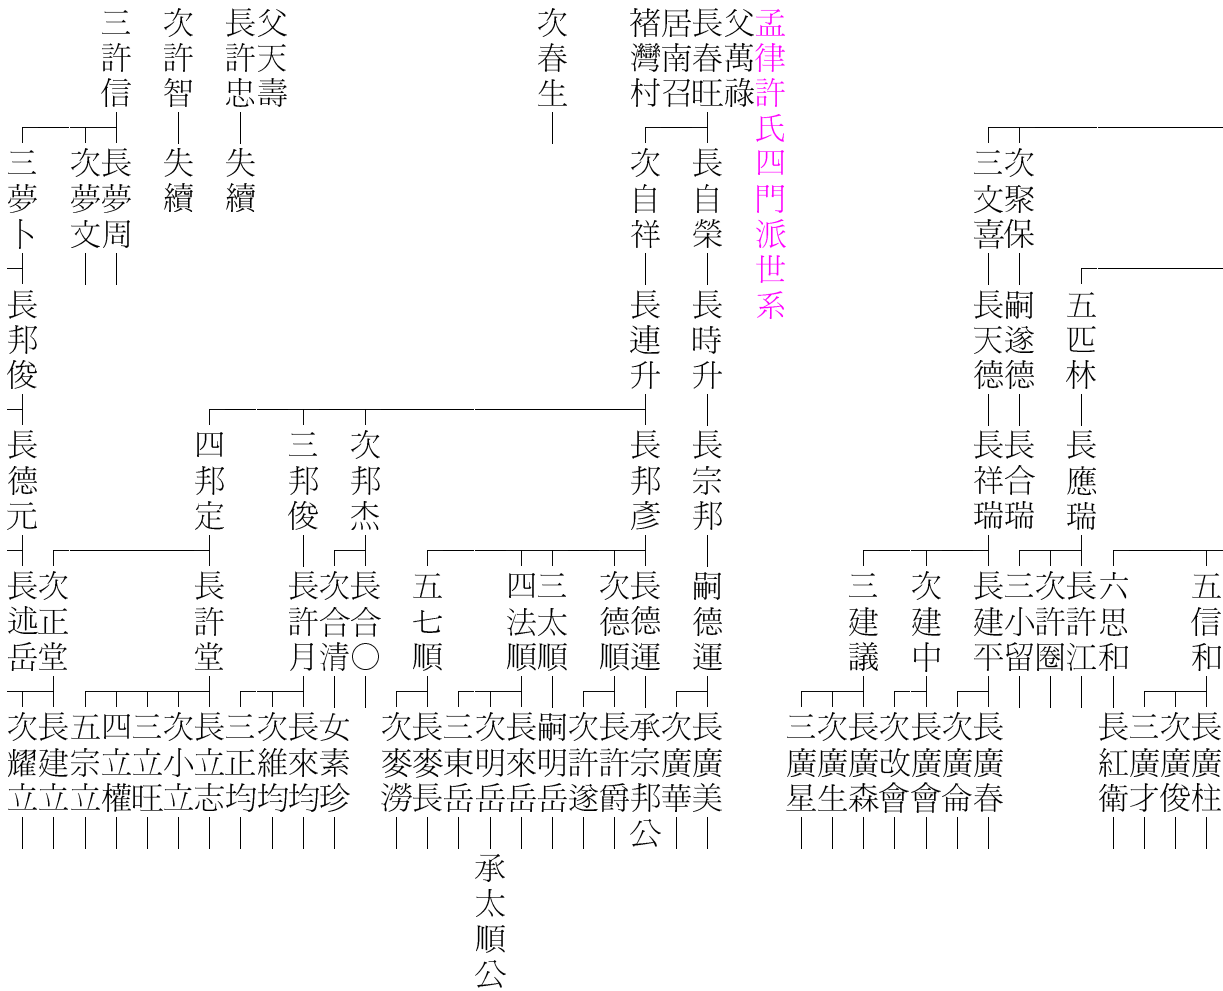 次聚保
三文喜
五匹林
嗣遂德
長天德
長應瑞
長合瑞
長祥瑞
五信和
六思和
長許江
次許圈
三小留
長建平
次建中
三建議
長廣柱
次廣俊
三廣才
長紅衛
長廣春
次廣侖
長廣會
次改會
長廣森
次廣生
三廣星
孟律許氏四門派世系
父萬祿
長春旺
居南召
褚灣村
次春生
長自榮
次自祥
長時升
長連升
長宗邦
長邦彥
次邦杰
三邦俊
四邦定
嗣德運
長德運
次德順
三太順
四法順
五七順
長合〇
次合清
長許月
長許堂
次正堂
長廣美
次廣華
承宗邦公
長許爵
次許遂
嗣明岳
長來岳
次明岳
承太順公
三東岳
長麥長
次麥澇
女素珍
長來均
次維均
三正均
長立志
次小立
三立旺
四立權
五宗立
長建立
父天壽
長許忠
次許智
三許信
失續
失續
長夢周
次夢文
三夢卜
長邦俊
長德元
長述岳
次耀立